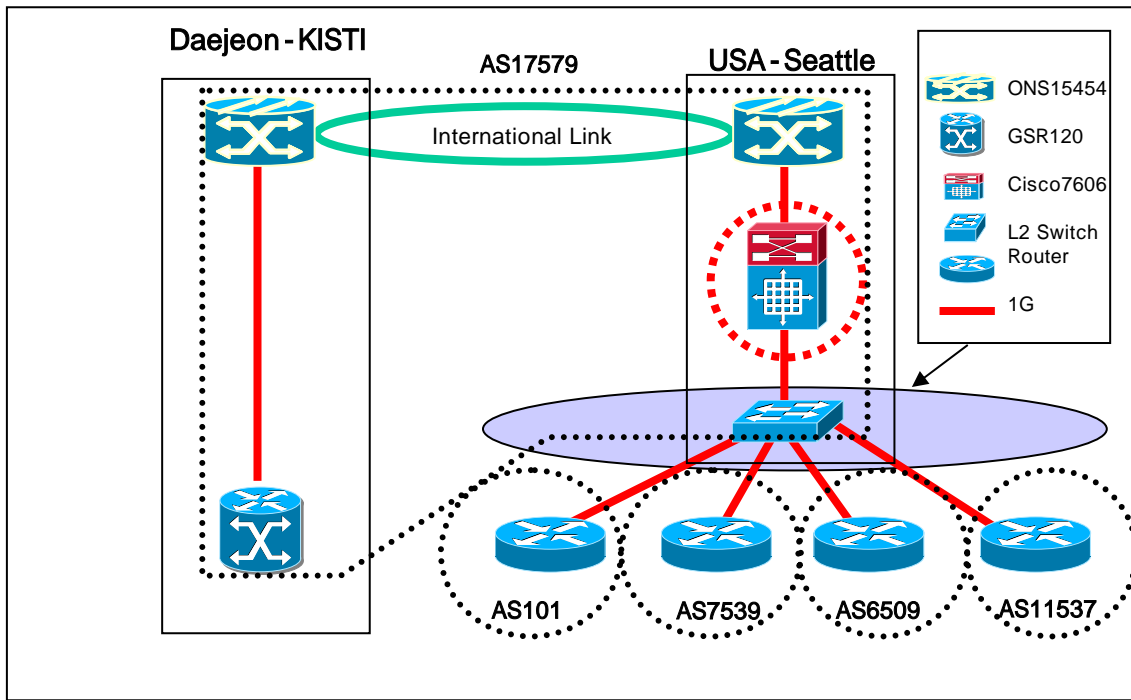 Daejeon-KISTI
AS17579
USA-Seattle
International Link
ONS15454
GSR120
Cisco7606
L2 Switch
Router
1G
AS101
AS7539
AS6509
AS11537